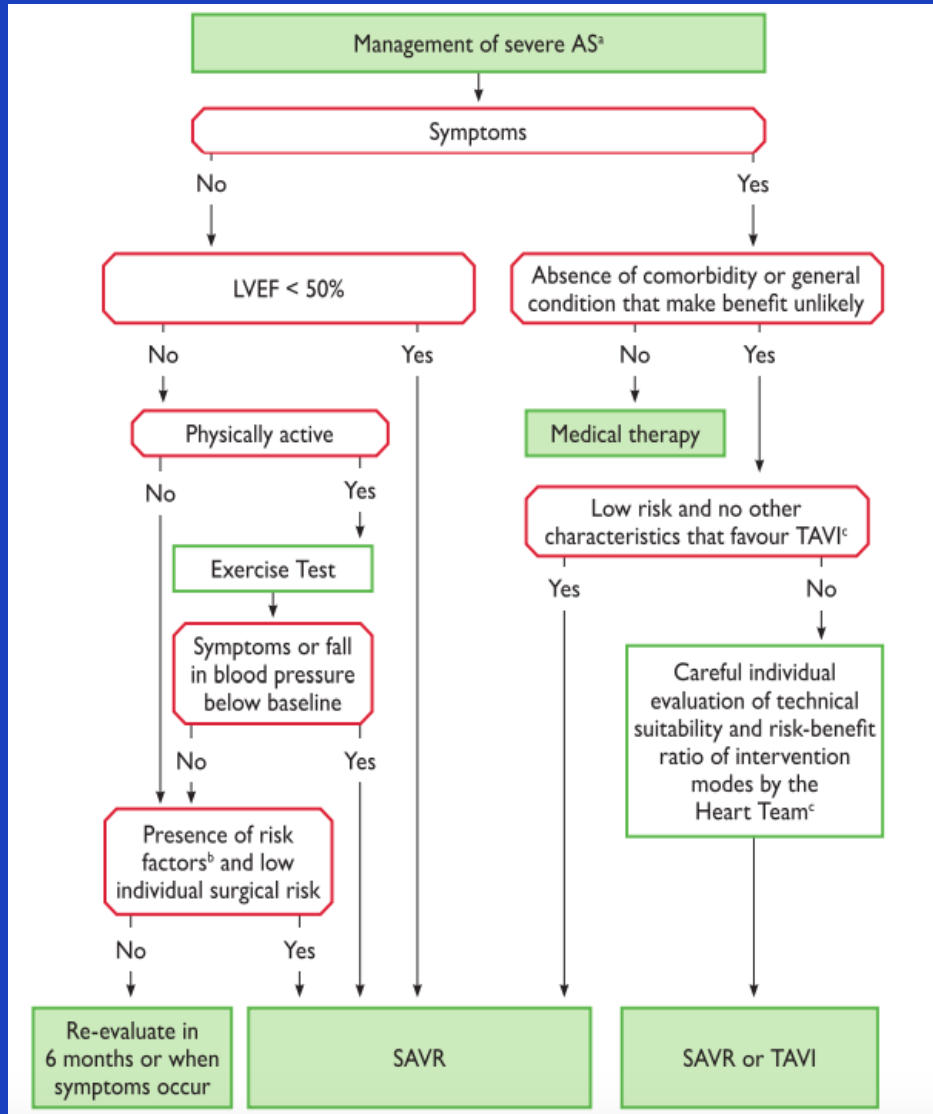 Management of severe ASᵃ
Symptoms
No
Yes
LVEF < 50%
Absence of comorbidity or general
condition that make benefit unlikely
No
Yes
No
Yes
Physically active
Medical therapy
No
Yes
Low risk and no other
characteristics that favour TAVIᶜ
Exercise Test
Yes
No
Symptoms or fall
in blood pressure
below baseline
Careful individual
evaluation of technical
suitability and risk-benefit
ratio of intervention
modes by the
Heart Teamᶜ
No
Yes
Presence of risk
factorsᵇ and low
individual surgical risk
No
Yes
Re-evaluate in
6 months or when
symptoms occur
SAVR
SAVR or TAVI